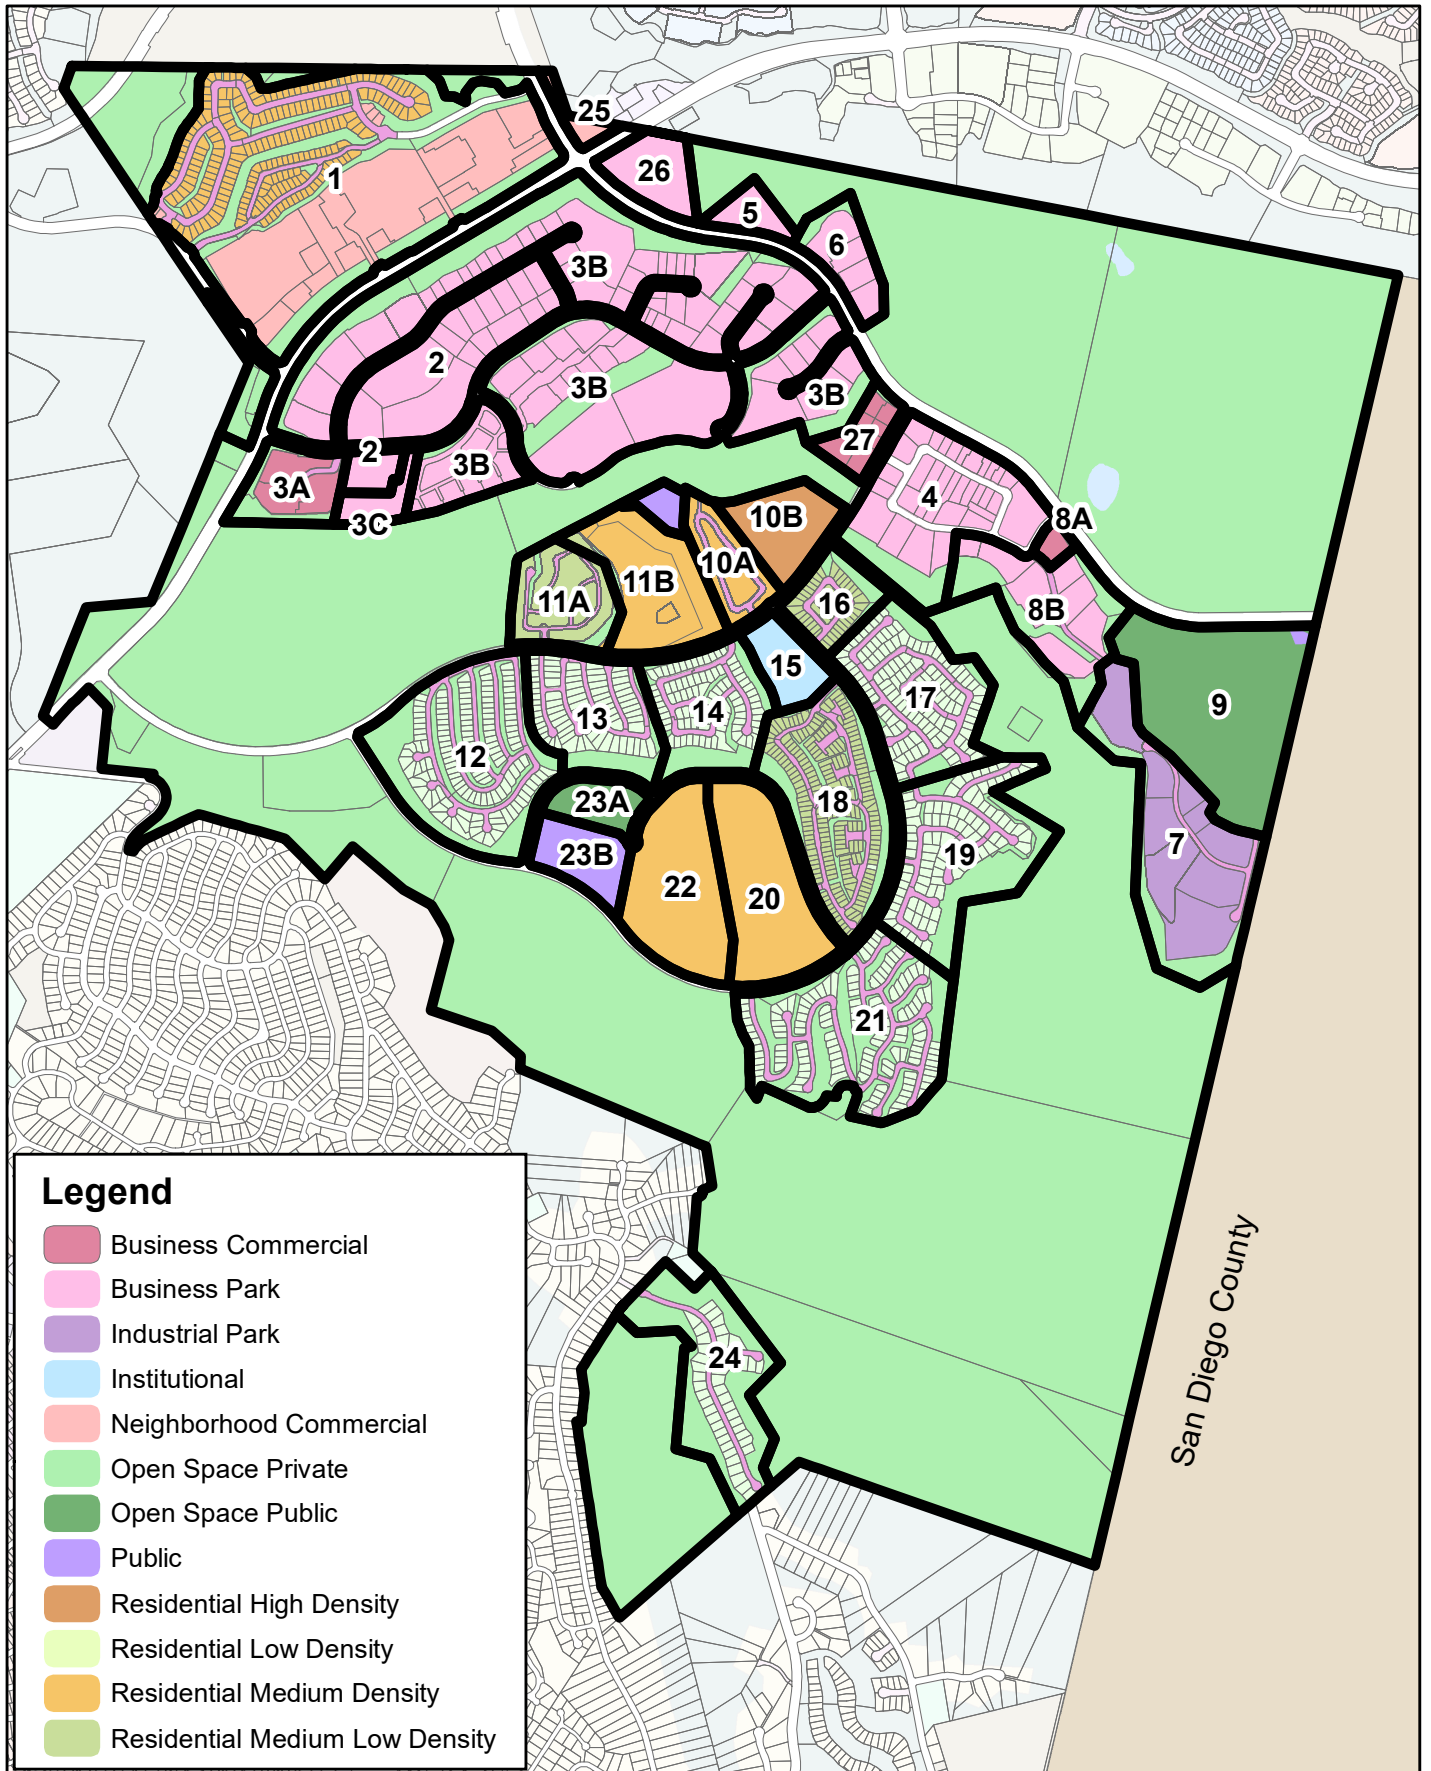 25
26
1
5
6
3B
2
3B
3B
27
2
3B
3A
3C
4
10B
8A
10A
11B
11A
16
8B
15
17
9
14
13
12
23A
18
7
19
23B
22
20
21
24
San Diego County
Legend
Business Commercial
Business Park
Industrial Park
Institutional
Neighborhood Commercial
Open Space Private
Open Space Public
Public
Residential High Density
Residential Low Density
Residential Medium Density
Residential Medium Low Density